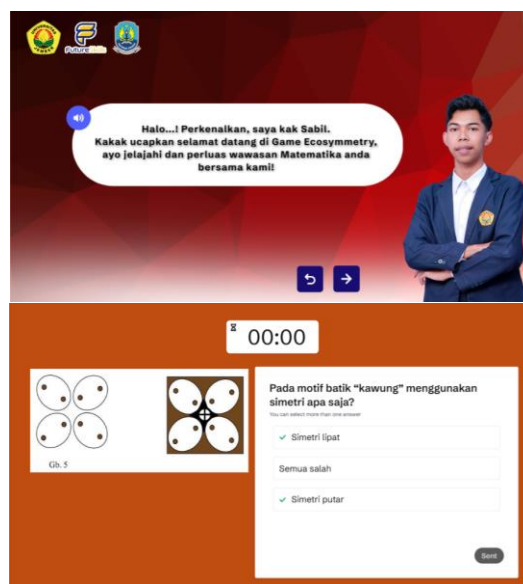 FutureSkills
Halo...! Perkenalkan, saya kak Sabil.
Kakak ucapkan selamat datang di Game Ecosymmetry,
ayo jelajahi dan perluas wawasan Matematika anda
bersama kami!
00:00
Gb. 5
Pada motif batik “kawung” menggunakan
simetri apa saja?
You can select more than one answer
Simetri lipat
Semua salah
Simetri putar
Sent